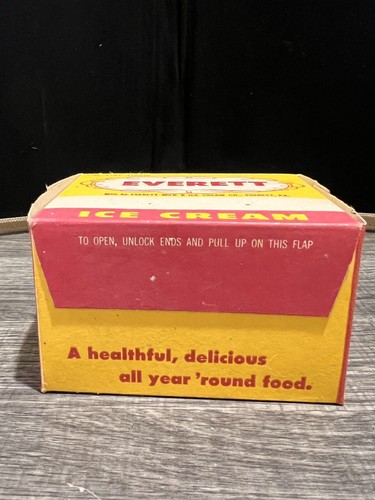 EVERETT
ICE CREAM
TO OPEN, UNLOCK ENDS AND PULL UP ON THIS FLAP
A healthful, delicious
all year 'round food.